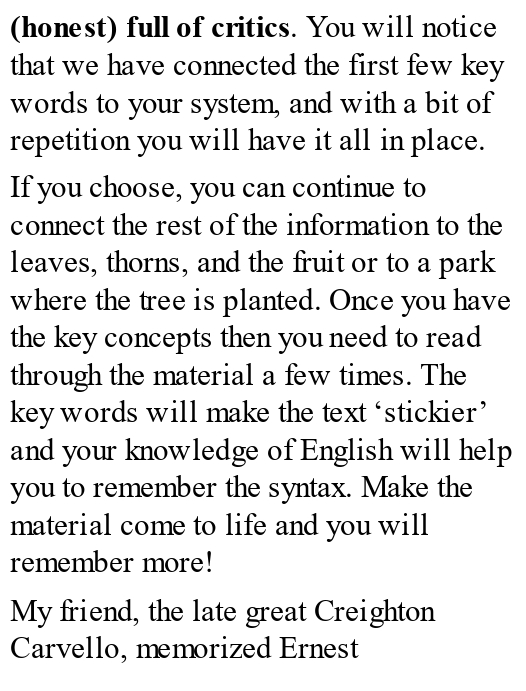 (honest) full of critics. You will notice
that we have connected the first few key
words to your system, and with a bit of
repetition you will have it all in place.
If you choose, you can continue to
connect the rest of the information to the
leaves, thorns, and the fruit or to a park
where the tree is planted. Once you have
the key concepts then you need to read
through the material a few times. The
key words will make the text ‘stickier’
and your knowledge of English will help
you to remember the syntax. Make the
material come to life and you will
remember more!
My friend, the late great Creighton
Carvello, memorized Ernest